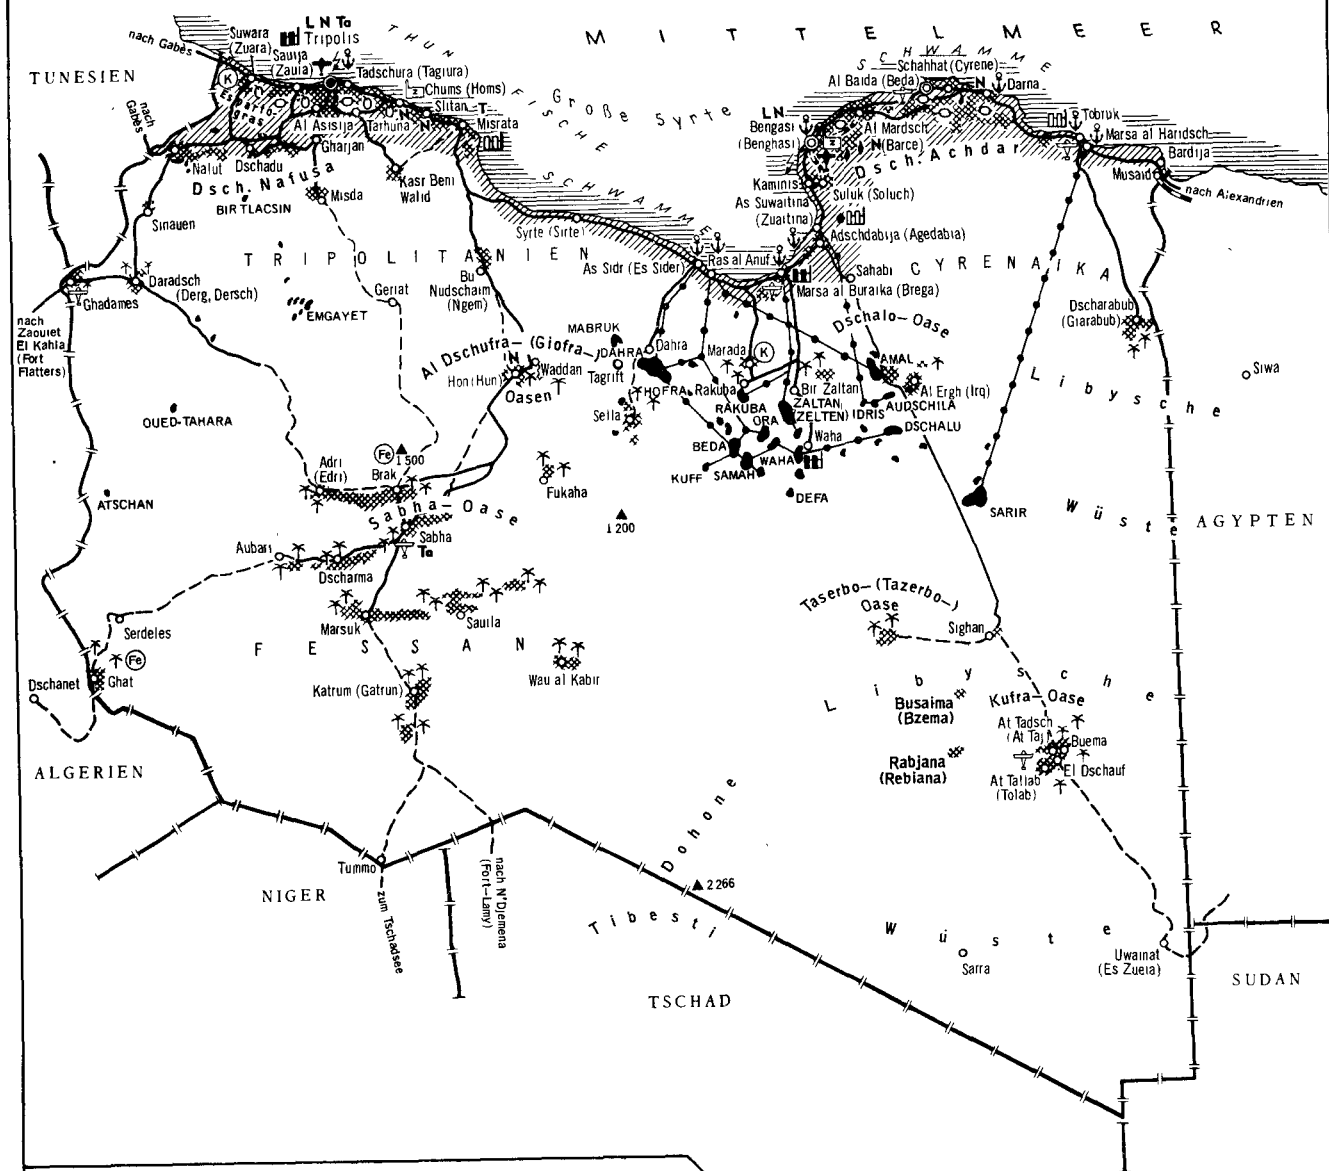 MITTELMEER
L N Ta
Tripolis
nach Gabès
Suwara
(Zuara)
Sauija
(Zauia)
THUNFISCHE
SCHWÄMME
Schahhat (Cyrene)
Al Baida (Beda)
N
Darna
TUNESIEN
K
Tadschura (Tagiura)
Chums (Homs)
Slitan
T
Misrata
Große Syrte
LN
Bengasi
(Benghasi)
Al Mardsch
N(Barce)
Tobruk
Marsa al Haridsch
Bardija
Musaid
nach Alexandrien
nach
Gabès
Al Asisija
Tarhuna
N
N
Gharjan
Nalut
Dschadu
Dsch. Nafusa
Misda
Kasr Beni
Walid
BIR TLACSIN
Sinauen
SCHWÄMME
Dsch. Achdar
Kaminis
Suluk (Soluch)
As Suwaitina
(Zuaitina)
Syrte (Sirte)
Adschdabija (Agedabia)
TRIPOLITANIEN
As Sidr (Es Sider)
Ras al Anuf
Sahabi
CYRENAIKA
Daradsch
(Derg, Dersch)
Ghadames
Bu
Nudschaim
(Ngem)
Geriat
EMGAYET
Marsa al Buraika (Brega)
Dscharabub
(Giarabub)
nach
Zaouiet
El Kahla
(Fort
Flatters)
Al Dschufra-(Giofra)-
Oasen
MABRUK
DAHRA
Dahra
Marada
K
Dschalo-Oase
AMAL
N
Hon (Hun)
Waddan
Tagrift
HOFRA
Rakuba
Bir Zaltan
Al Ergh (Irq)
Siwa
Libysche
Wüste
RAKUBA
ZALTAN
(ZELTEN)
IDRIS
AUDSCHILA
Sella
ORA
DSCHALU
OUED-TAHARA
BEDA
Waha
WAHA
KUFF
SAMAH
DEFA
Fe
1500
Adri
(Edri)
Brak
Fukaha
ATSCHAN
Sabha-Oase
1200
SARIR
ÄGYPTEN
Sabha
Ta
Aubari
Dscharma
Marsuk
Sauila
Taserbo-(Tazerbo-)
Oase
Sighan
Serdeles
FESSAN
Fe
Ghat
Dschanet
Katrum (Gatrun)
Wau al Kabir
Libysche
Busaima
(Bzema)
Kufra-Oase
At Tadsch
(At Taj)
Buema
Rabjana
(Rebiana)
El Dschauf
At Tallab
(Tolab)
ALGERIEN
Dohone
Tummo
2266
NIGER
zum Tschadsee
nach N'Djemena
(Fort-Lamy)
Tibesti
Wüste
Sarra
Uwainat
(Es Zueia)
SUDAN
TSCHAD